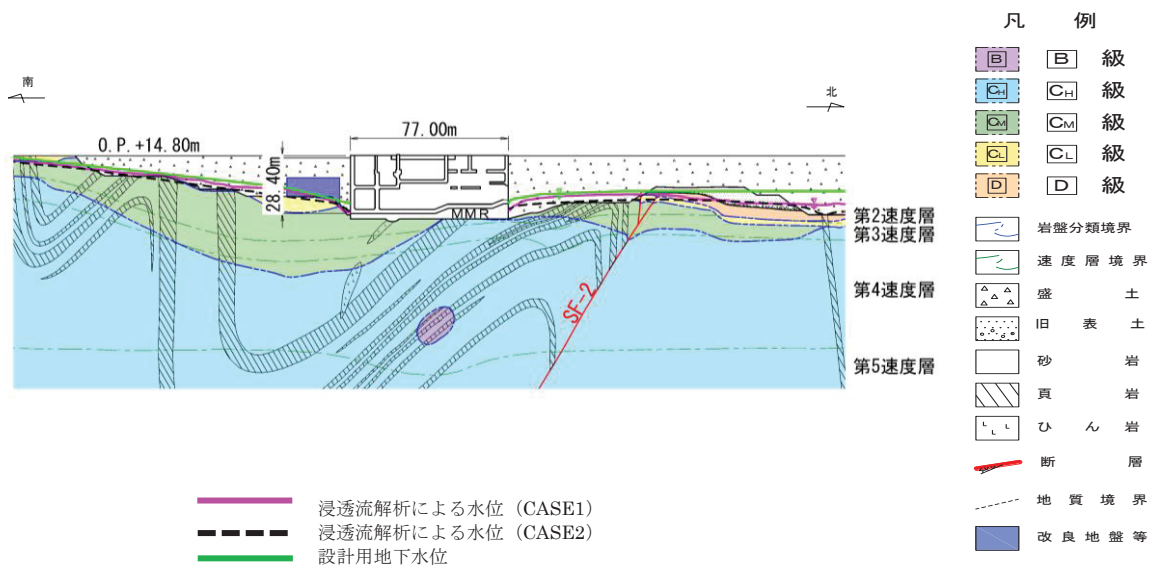 凡 例
B B 級
CH CH 級
CM CM 級
CL CL 級
D D 級
岩盤分類境界
速度層境界
盛 土
旧 表 土
砂 岩
頁 岩
ひ ん 岩
断 層
地 質 境 界
改 良 地 盤 等
南
北
O.P.+14.80m
77.00m
28.40m
MMR
SF-2
第2速度層
第3速度層
第4速度層
第5速度層
浸透流解析による水位（CASE1）
浸透流解析による水位（CASE2）
設計用地下水位